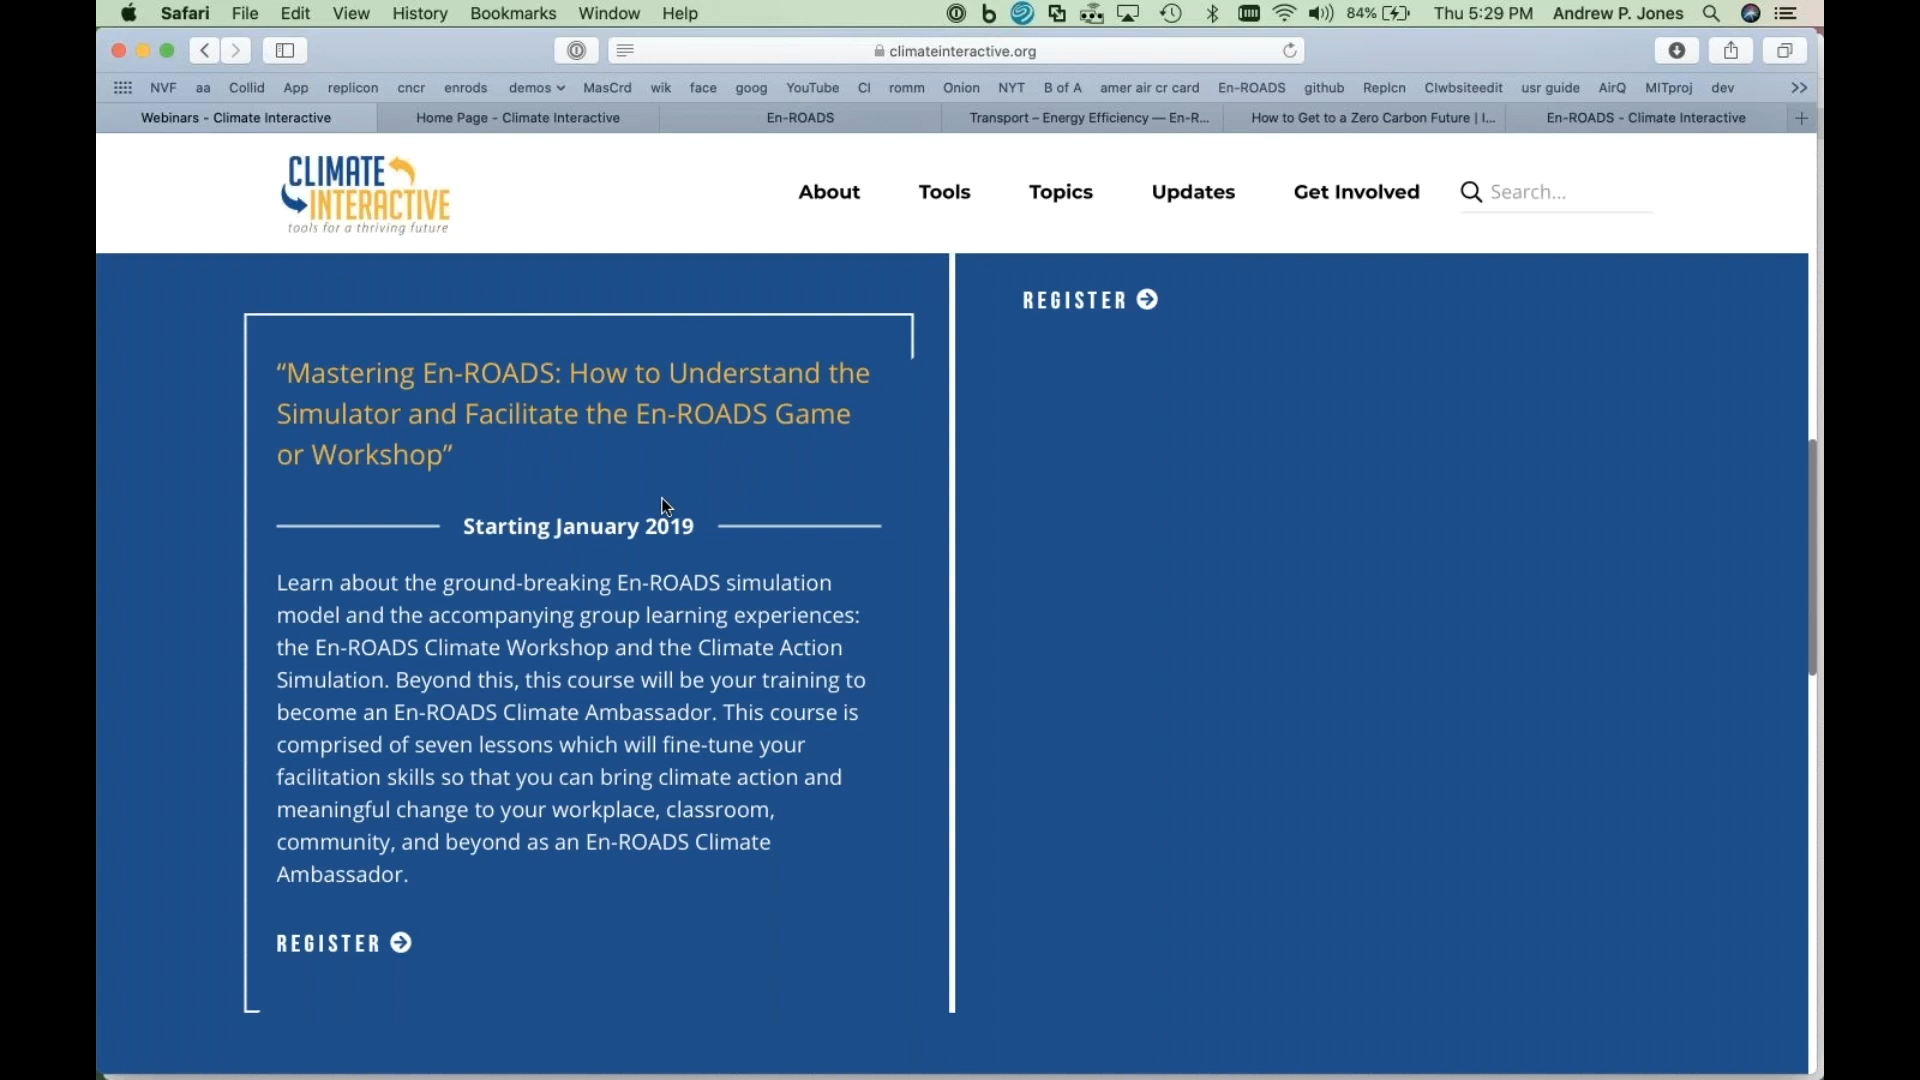 Safari File Edit View History Bookmarks Window Help 84% Thu 5:29 PM Andrew P. Jones
climateinteractive.org
NVF aa Collid App replicon cncr enrods demos MasCrd wik face goog YouTube CI romm Onion NYT B of A amer air cr card En-ROADS github Replcn CIwbsiteedit usr guide AirQ MITproj dev
Webinars - Climate Interactive Home Page - Climate Interactive En-ROADS Transport – Energy Efficiency — En-R... How to Get to a Zero Carbon Future | I... En-ROADS - Climate Interactive
CLIMATE
INTERACTIVE
tools for a thriving future
About Tools Topics Updates Get Involved Search...
“Mastering En-ROADS: How to Understand the
Simulator and Facilitate the En-ROADS Game
or Workshop”
Starting January 2019
Learn about the ground-breaking En-ROADS simulation
model and the accompanying group learning experiences:
the En-ROADS Climate Workshop and the Climate Action
Simulation. Beyond this, this course will be your training to
become an En-ROADS Climate Ambassador. This course is
comprised of seven lessons which will fine-tune your
facilitation skills so that you can bring climate action and
meaningful change to your workplace, classroom,
community, and beyond as an En-ROADS Climate
Ambassador.
REGISTER
REGISTER